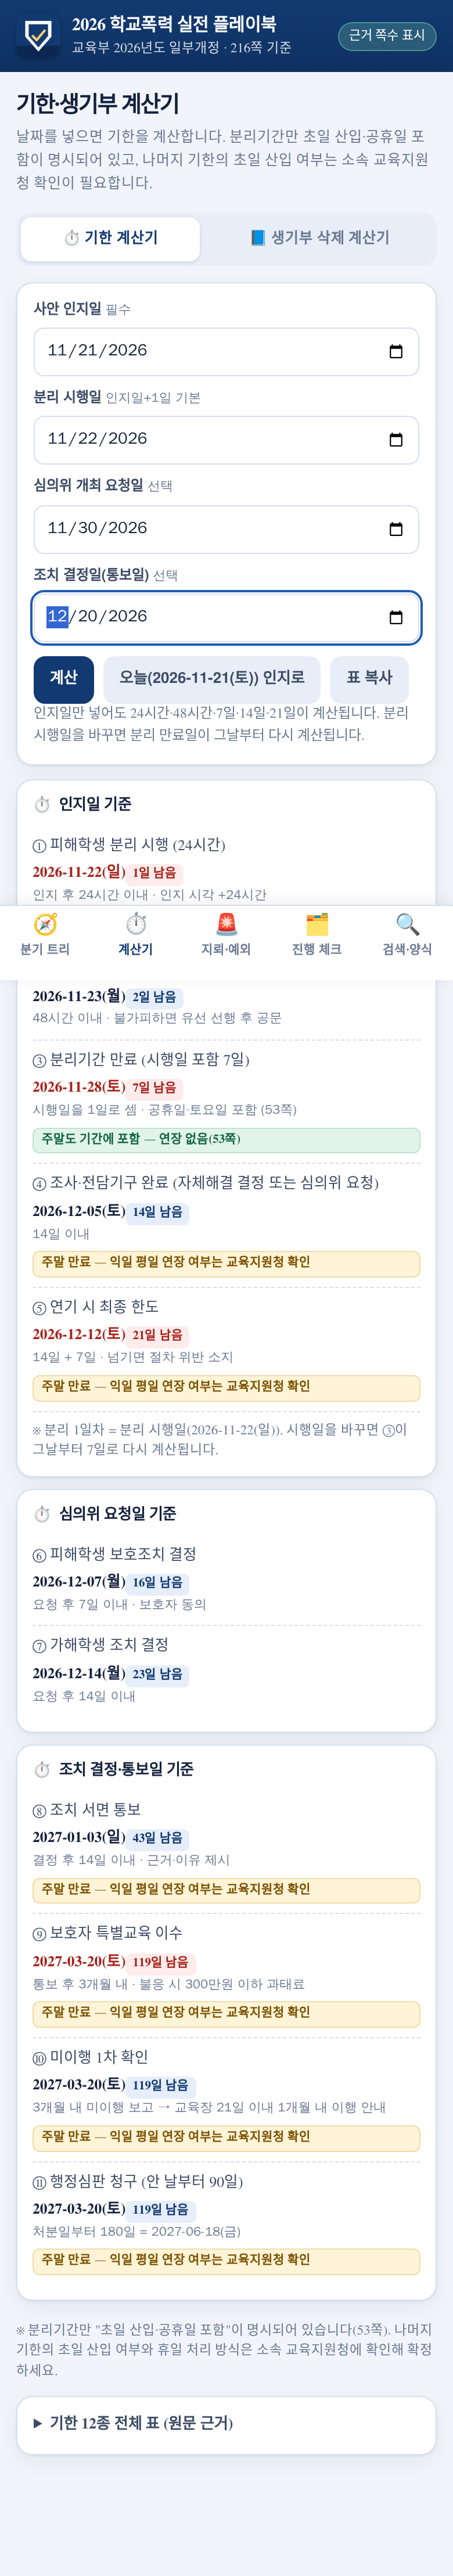 2026 학교폭력 실전 플레이북
교육부 2026년도 일부개정 · 216쪽 기준
근거 쪽수 표시
기한·생기부 계산기
날짜를 넣으면 기한을 계산합니다. 분리기간만 초일 산입·공휴일 포
함이 명시되어 있고, 나머지 기한의 초일 산입 여부는 소속 교육지원
청 확인이 필요합니다.
기한 계산기
생기부 삭제 계산기
사안 인지일 필수
11/21/2026
분리 시행일 인지일+1일 기본
11/22/2026
심의위 개최 요청일 선택
11/30/2026
조치 결정일(통보일) 선택
12/20/2026
계산
오늘(2026-11-21(토)) 인지로
표 복사
인지일만 넣어도 24시간·48시간·7일·14일·21일이 계산됩니다. 분리
시행일을 바꾸면 분리 만료일이 그날부터 다시 계산됩니다.
인지일 기준
① 피해학생 분리 시행 (24시간)
2026-11-22(일) 1일 남음
인지 후 24시간 이내 · 인지 시각 +24시간
분기 트리
계산기
지뢰·예외
진행 체크
검색·양식
2026-11-23(월) 2일 남음
48시간 이내 · 불가피하면 유선 선행 후 공문
③ 분리기간 만료 (시행일 포함 7일)
2026-11-28(토) 7일 남음
시행일을 1일로 셈 · 공휴일·토요일 포함 (53쪽)
주말도 기간에 포함 — 연장 없음(53쪽)
④ 조사·전담기구 완료 (자체해결 결정 또는 심의위 요청)
2026-12-05(토) 14일 남음
14일 이내
주말 만료 — 익일 평일 연장 여부는 교육지원청 확인
⑤ 연기 시 최종 한도
2026-12-12(토) 21일 남음
14일 + 7일 · 넘기면 절차 위반 소지
주말 만료 — 익일 평일 연장 여부는 교육지원청 확인
※ 분리 1일차 = 분리 시행일(2026-11-22(일)). 시행일을 바꾸면 ③이
그날부터 7일로 다시 계산됩니다.
심의위 요청일 기준
⑥ 피해학생 보호조치 결정
2026-12-07(월) 16일 남음
요청 후 7일 이내 · 보호자 동의
⑦ 가해학생 조치 결정
2026-12-14(월) 23일 남음
요청 후 14일 이내
조치 결정·통보일 기준
⑧ 조치 서면 통보
2027-01-03(일) 43일 남음
결정 후 14일 이내 · 근거·이유 제시
주말 만료 — 익일 평일 연장 여부는 교육지원청 확인
⑨ 보호자 특별교육 이수
2027-03-20(토) 119일 남음
통보 후 3개월 내 · 불응 시 300만원 이하 과태료
주말 만료 — 익일 평일 연장 여부는 교육지원청 확인
⑩ 미이행 1차 확인
2027-03-20(토) 119일 남음
3개월 내 미이행 보고 → 교육장 21일 이내 1개월 내 이행 안내
주말 만료 — 익일 평일 연장 여부는 교육지원청 확인
⑪ 행정심판 청구 (안 날부터 90일)
2027-03-20(토) 119일 남음
처분일부터 180일 = 2027-06-18(금)
주말 만료 — 익일 평일 연장 여부는 교육지원청 확인
※ 분리기간만 "초일 산입·공휴일 포함"이 명시되어 있습니다(53쪽). 나머지
기한의 초일 산입 여부와 휴일 처리 방식은 소속 교육지원청에 확인해 확정
하세요.
▶ 기한 12종 전체 표 (원문 근거)